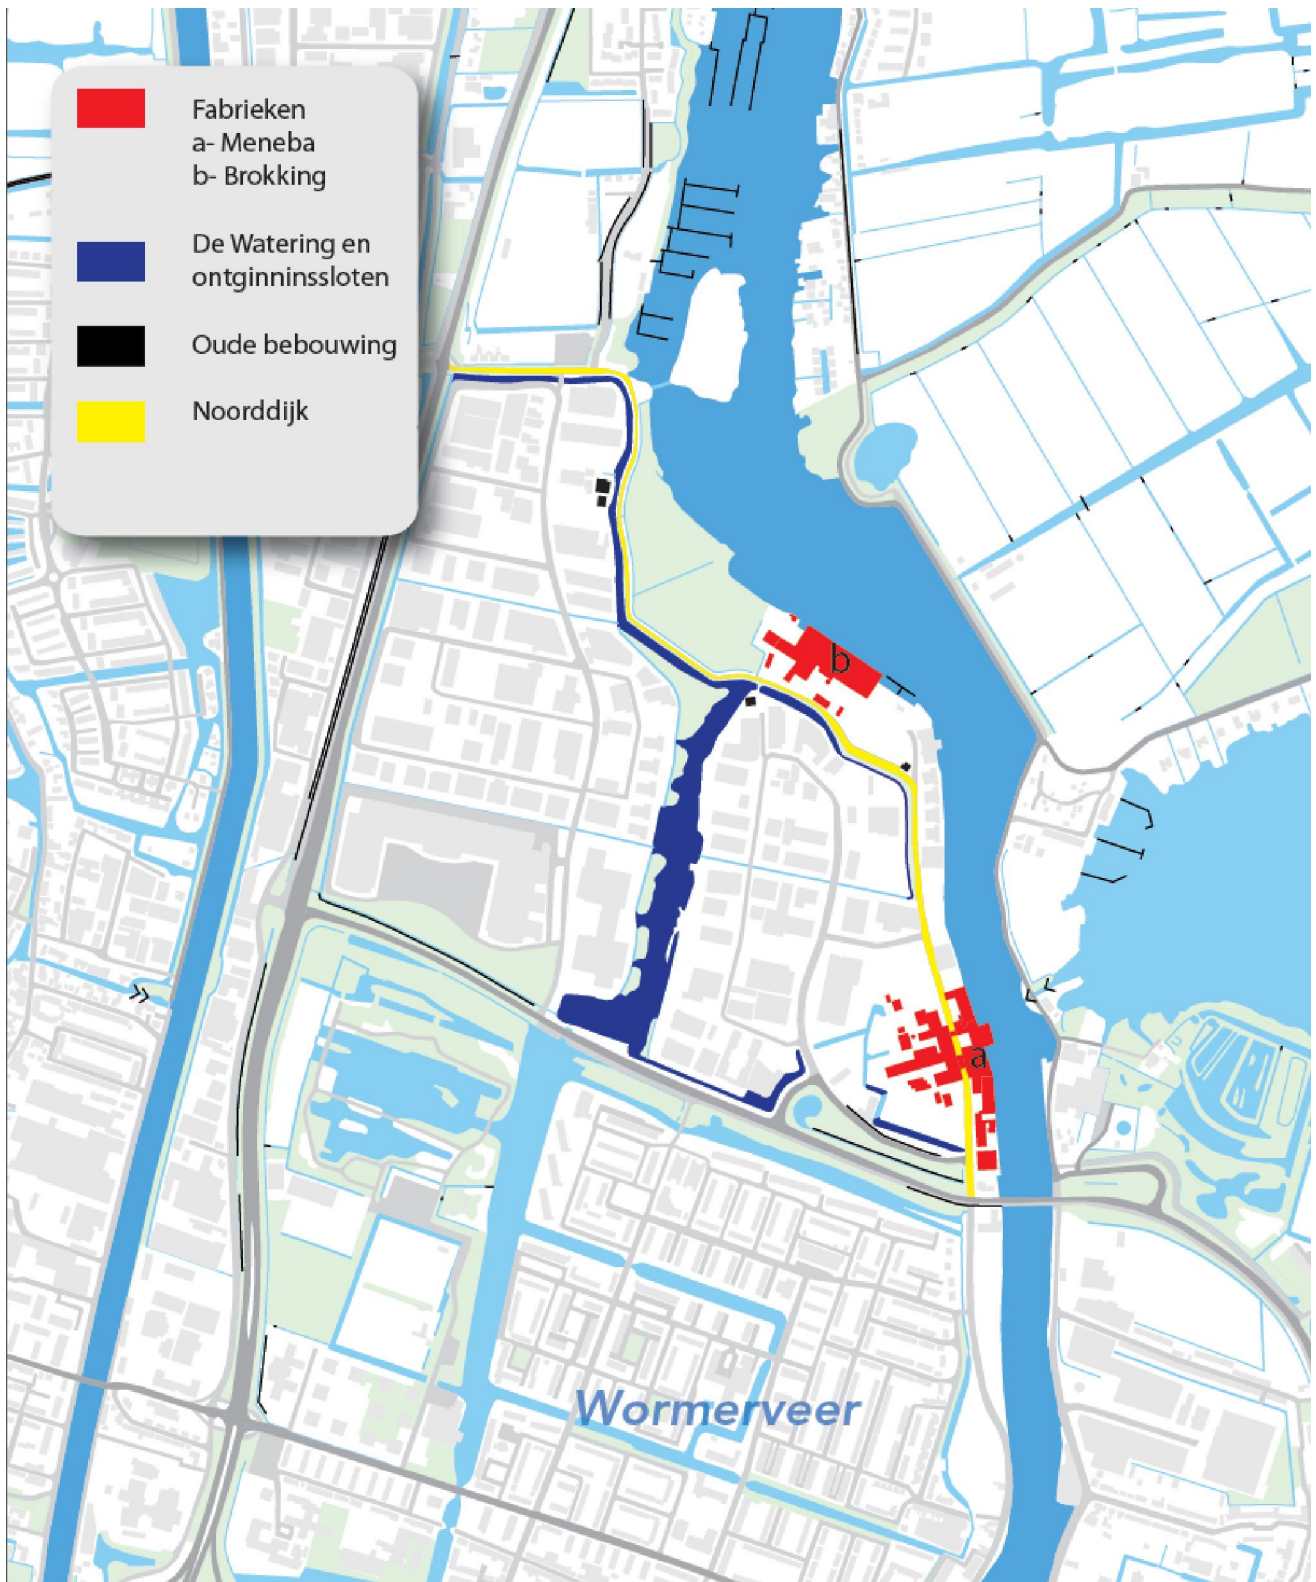 Fabrieken
a- Meneba
b- Brokking
De Watering en
ontginninssloten
Oude bebouwing
Noorddijk
b
a
Wormerveer